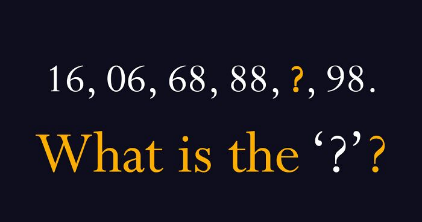 16, 06, 68, 88, ?, 98.
What is the ‘?’?